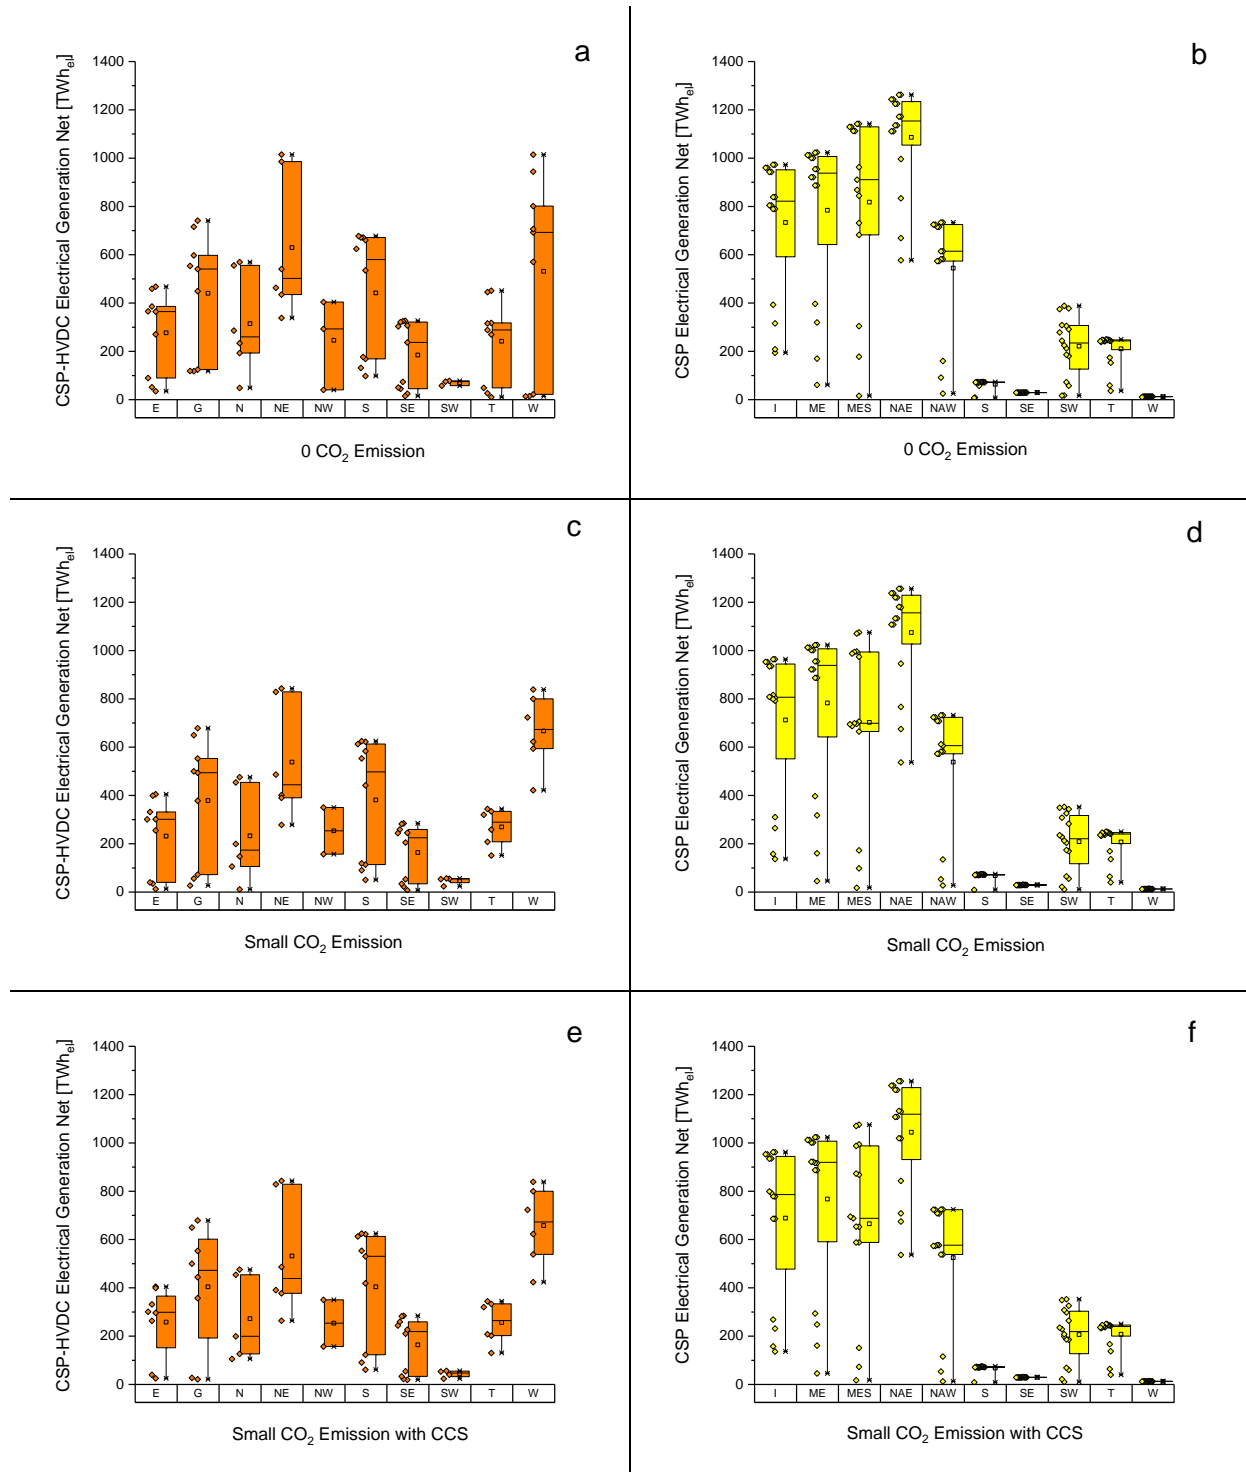 a
CSP-HVDC Electrical Generation Net [TWh_el]
1400
1200
1000
800
600
400
200
0
E G N NE NW S SE SW T W
0 CO₂ Emission
b
CSP Electrical Generation Net [TWh_el]
1400
1200
1000
800
600
400
200
0
I ME MES NAE NAW S SE SW T W
0 CO₂ Emission
c
CSP-HVDC Electrical Generation Net [TWh_el]
1400
1200
1000
800
600
400
200
0
E G N NE NW S SE SW T W
Small CO₂ Emission
d
CSP Electrical Generation Net [TWh_el]
1400
1200
1000
800
600
400
200
0
I ME MES NAE NAW S SE SW T W
Small CO₂ Emission
e
CSP-HVDC Electrical Generation Net [TWh_el]
1400
1200
1000
800
600
400
200
0
E G N NE NW S SE SW T W
Small CO₂ Emission with CCS
f
CSP Electrical Generation Net [TWh_el]
1400
1200
1000
800
600
400
200
0
I ME MES NAE NAW S SE SW T W
Small CO₂ Emission with CCS